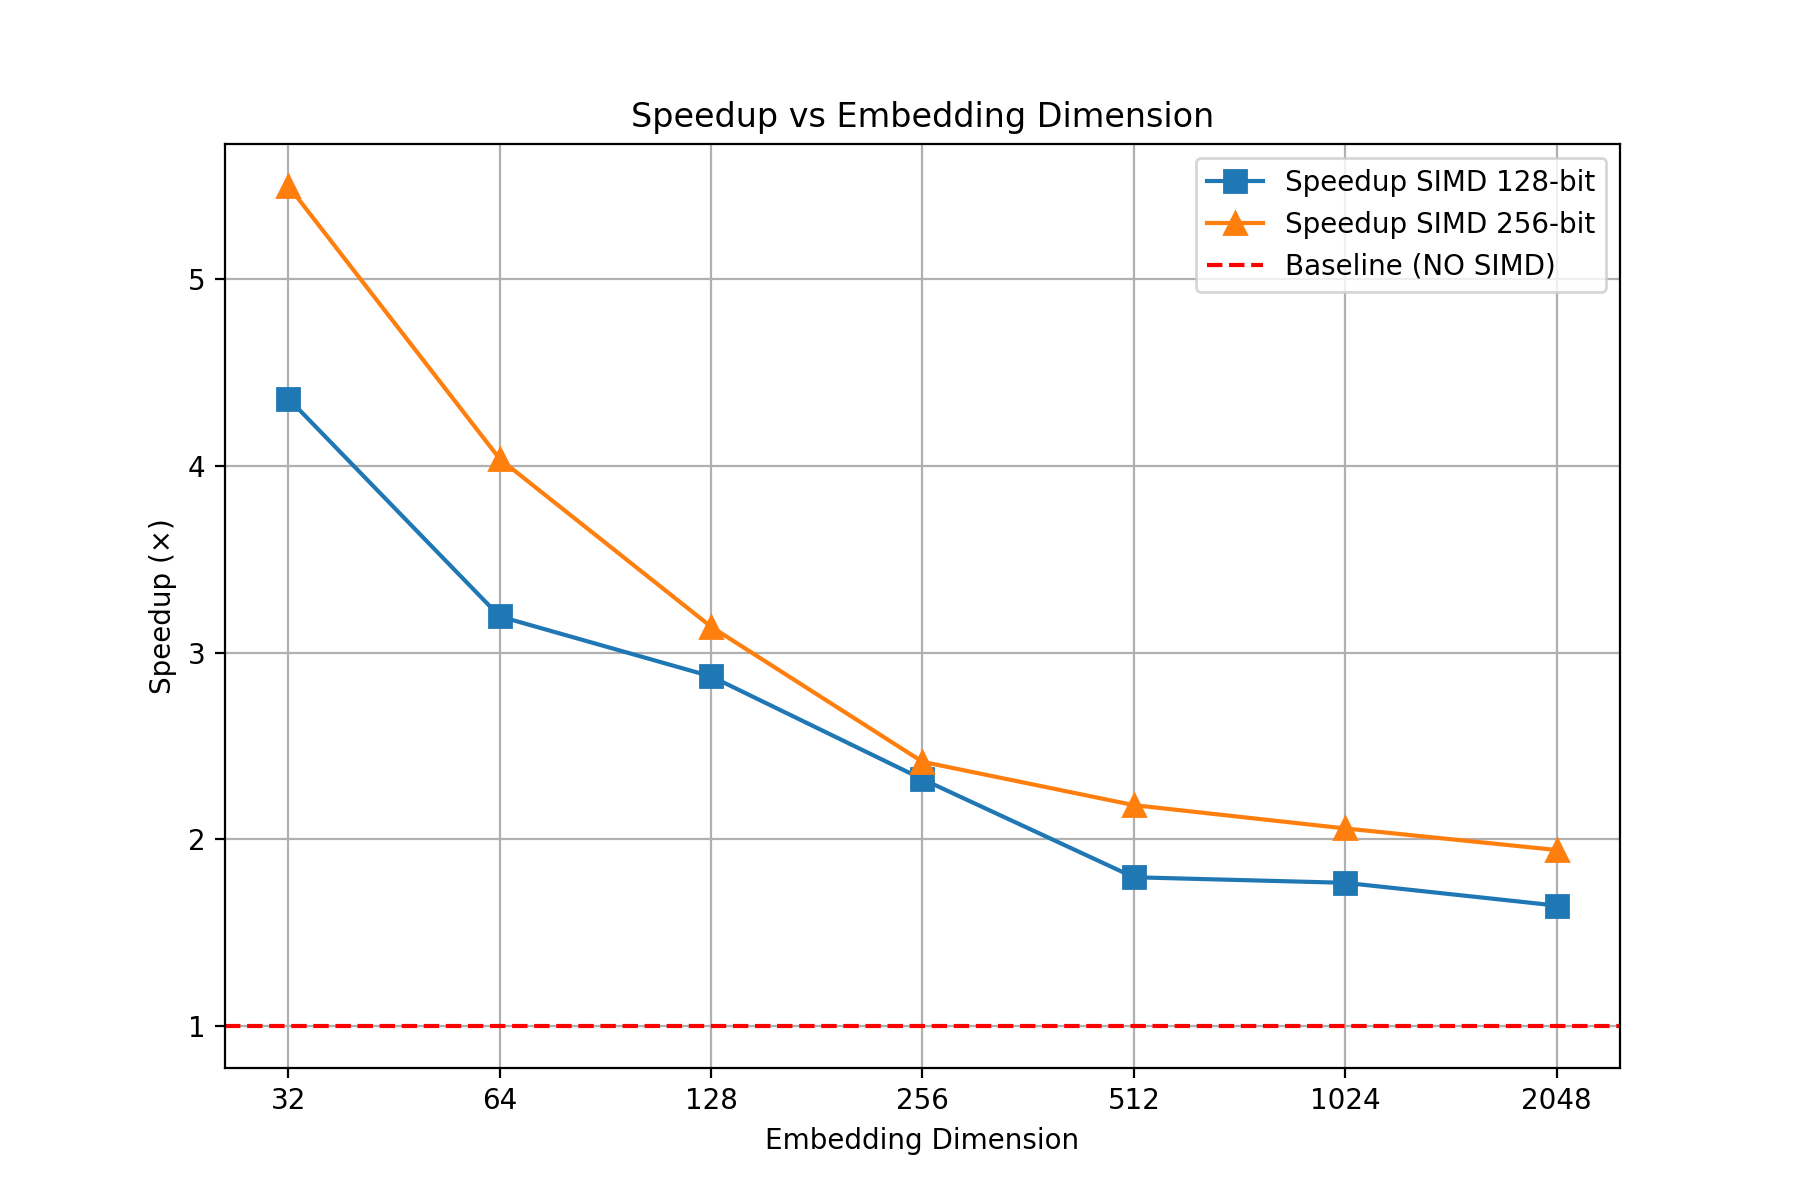 Speedup vs Embedding Dimension
Speedup SIMD 128-bit
Speedup SIMD 256-bit
Baseline (NO SIMD)
Speedup (×)
5
4
3
2
1
32 64 128 256 512 1024 2048
Embedding Dimension